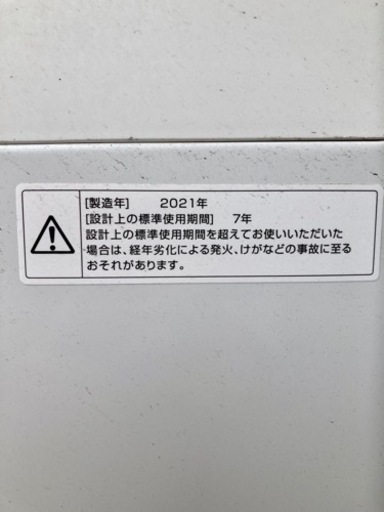 [製造年] 2021年
[設計上の標準使用期間] 7年
設計上の標準使用期間を超えてお使いいただいた
場合は、経年劣化による発火、けがなどの事故に至る
おそれがあります。